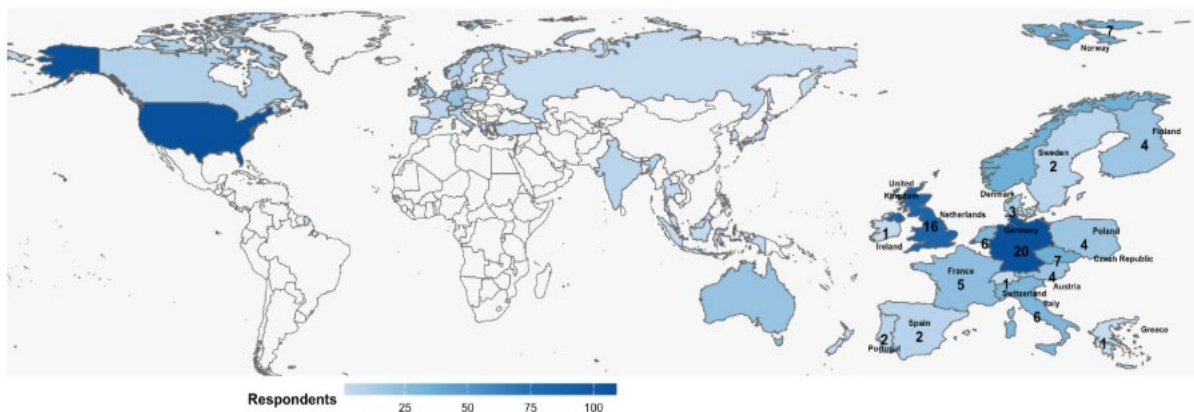 7
Norway
Finland
4
Sweden
2
United
Kingdom
Denmark
3
Netherlands
16
Germany
20
1
Ireland
6
Poland
4
7
Czech Republic
France
5
4
Austria
1
Switzerland
Italy
6
Spain
2
2
Portugal
Greece
1
Respondents
25 50 75 100